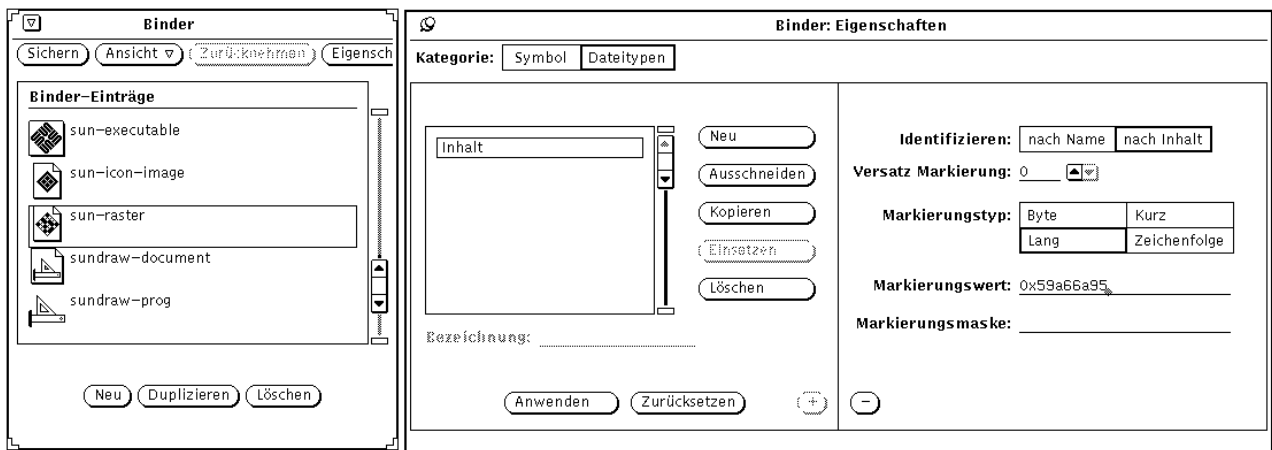 Binder
Sichern Ansicht Zurücknehmen Eigensch
Binder-Einträge
sun-executable
sun-icon-image
sun-raster
sundraw-document
sundraw-prog
Neu Duplizieren Löschen
Binder: Eigenschaften
Kategorie: Symbol Dateitypen
Inhalt
Neu
Ausschneiden
Kopieren
Einsetzen
Löschen
Bezeichnung:
Anwenden Zurücksetzen +
Identifizieren: nach Name nach Inhalt
Versatz Markierung: 0
Markierungstyp: Byte Kurz
Lang Zeichenfolge
Markierungswert: 0x59a66a95
Markierungsmaske:
−